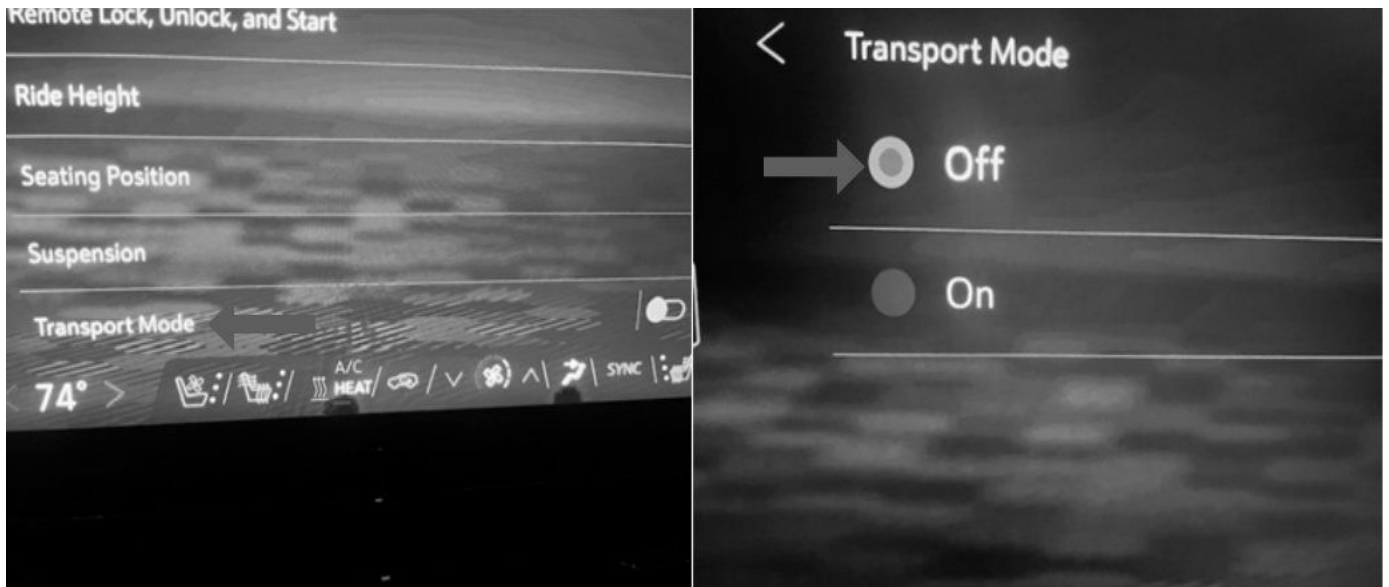 Remote Lock, Unlock, and Start
Ride Height
Seating Position
Suspension
Transport Mode
A/C
74° HEAT SYNC
Transport Mode
Off
On